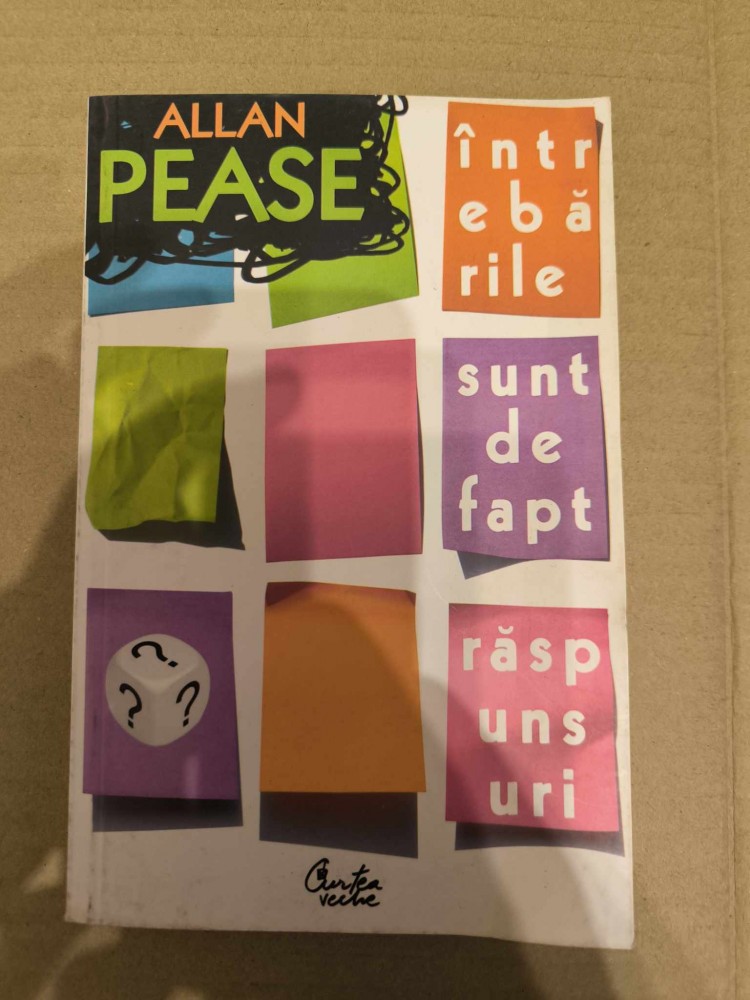 ALLAN
PEASE
într
ebă
rile
sunt
de
fapt
răsp
uns
uri
? ? ?
Curtea
veche